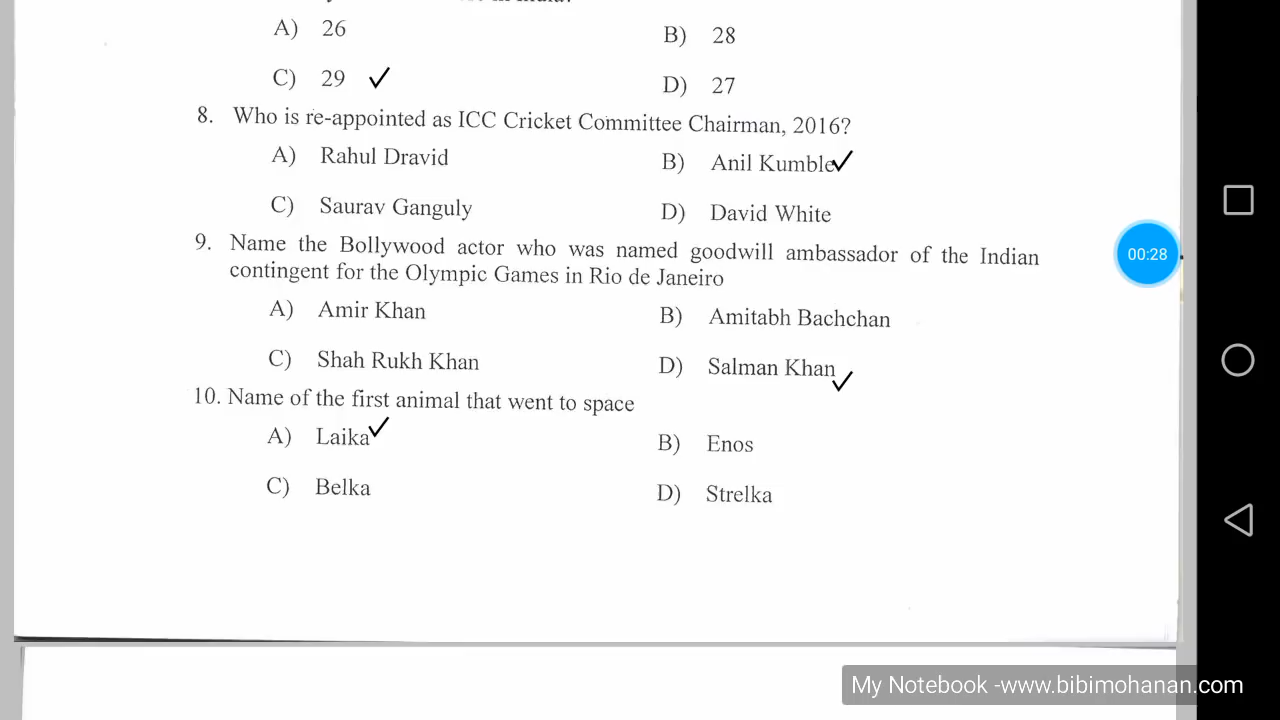 A) 26 B) 28
C) 29 ✓ D) 27
8. Who is re-appointed as ICC Cricket Committee Chairman, 2016?
A) Rahul Dravid B) Anil Kumble ✓
C) Saurav Ganguly D) David White
9. Name the Bollywood actor who was named goodwill ambassador of the Indian
contingent for the Olympic Games in Rio de Janeiro
A) Amir Khan B) Amitabh Bachchan
C) Shah Rukh Khan D) Salman Khan ✓
10. Name of the first animal that went to space
A) Laika ✓ B) Enos
C) Belka D) Strelka
00:28
My Notebook -www.bibimohanan.com